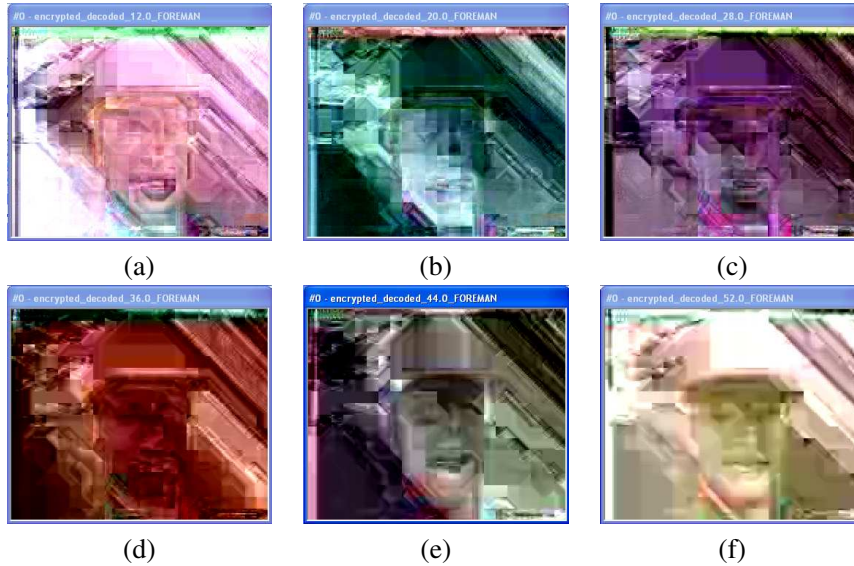 #0 - encrypted_decoded_12.0_FOREMAN
#0 - encrypted_decoded_20.0_FOREMAN
#0 - encrypted_decoded_28.0_FOREMAN
(a)
(b)
(c)
#0 - encrypted_decoded_36.0_FOREMAN
#0 - encrypted_decoded_44.0_FOREMAN
#0 - encrypted_decoded_52.0_FOREMAN
(d)
(e)
(f)